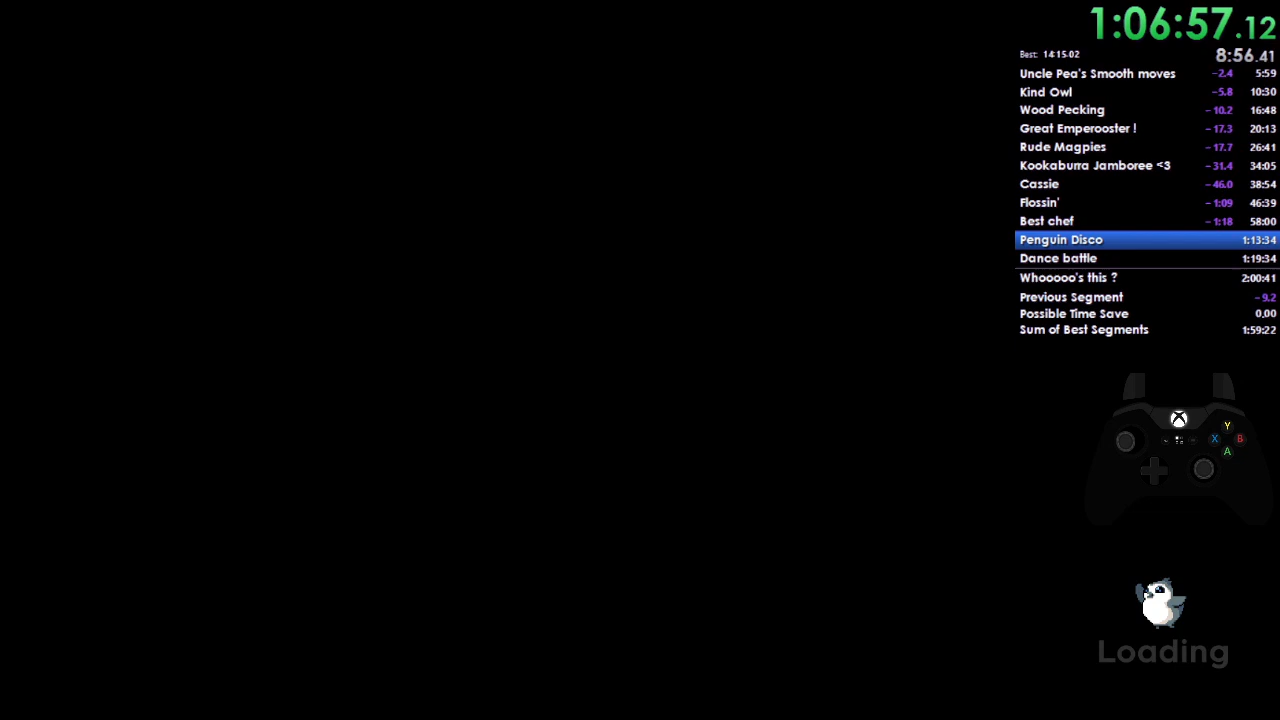 1:06:57.12
Best: 14:15.02 8:56.41
Uncle Pea's Smooth moves -2.4 5:59
Kind Owl -5.8 10:30
Wood Pecking -10.2 16:48
Great Emperooster ! -17.3 20:13
Rude Magpies -17.7 26:41
Kookaburra Jamboree <3 -31.4 34:05
Cassie -46.0 38:54
Flossin' -1:09 46:39
Best chef -1:18 58:00
Penguin Disco 1:13:34
Dance battle 1:19:34
Whooooo's this ? 2:00:41
Previous Segment -9.2
Possible Time Save 0.00
Sum of Best Segments 1:59:22
Y
X B
A
Loading